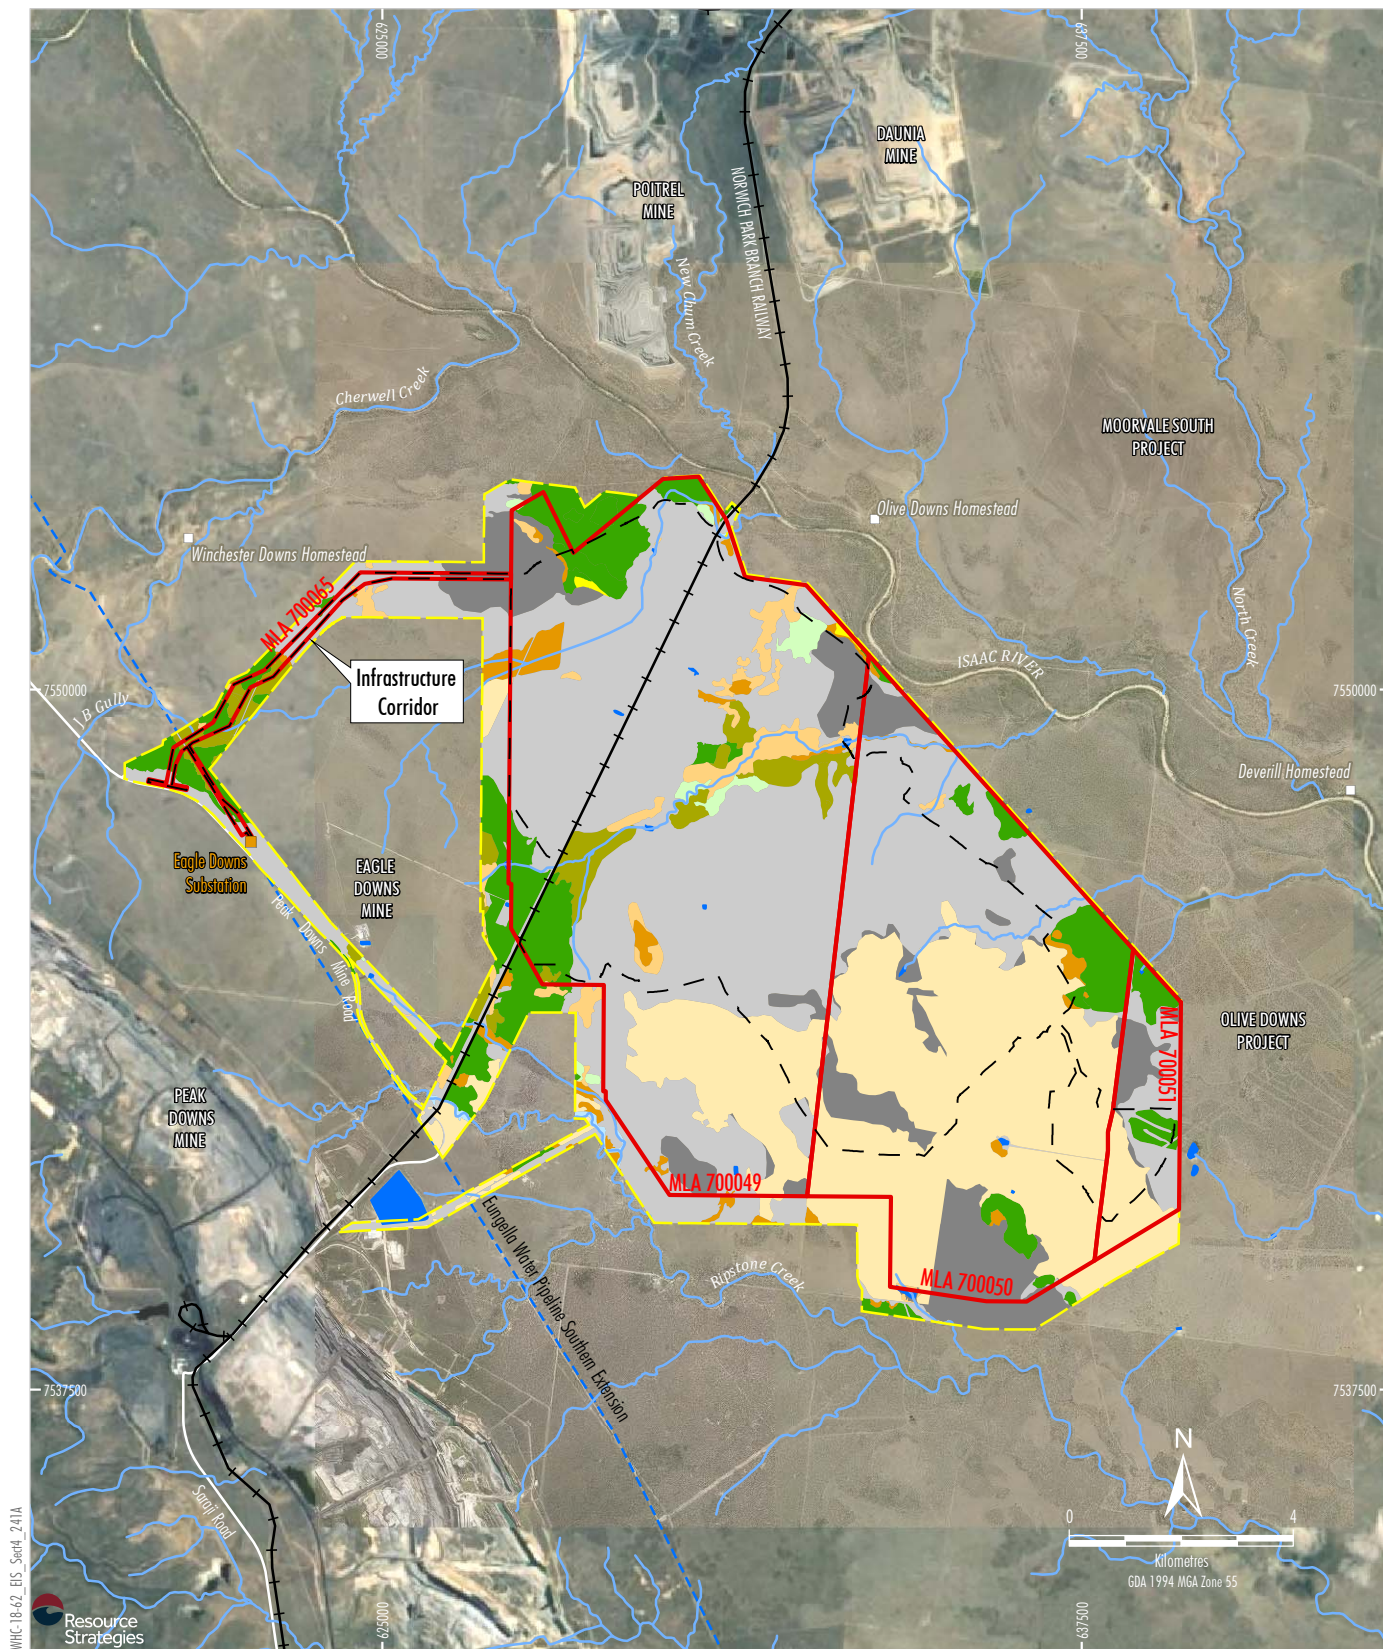 625000
637500
DAUNIA
MINE
POITREL
MINE
NORWICH PARK BRANCH RAILWAY
New Chum Creek
Cherwell Creek
MOORVALE SOUTH
PROJECT
Olive Downs Homestead
Winchester Downs Homestead
MLA 700065
North Creek
ISAAC RIVER
Infrastructure
Corridor
7550000
7550000
J B Gully
Deverill Homestead
Eagle Downs
Substation
EAGLE
DOWNS
MINE
Peak Downs Mine Road
MLA 700051
OLIVE DOWNS
PROJECT
PEAK
DOWNS
MINE
MLA 700049
Eungella Water Pipeline Southern Extension
Ripstone Creek
MLA 700050
7537500
7537500
N
Saraji Road
0 4
Kilometres
GDA 1994 MGA Zone 55
WHC-18-62_EIS_Sect4_241A
Resource
Strategies
625000
637500